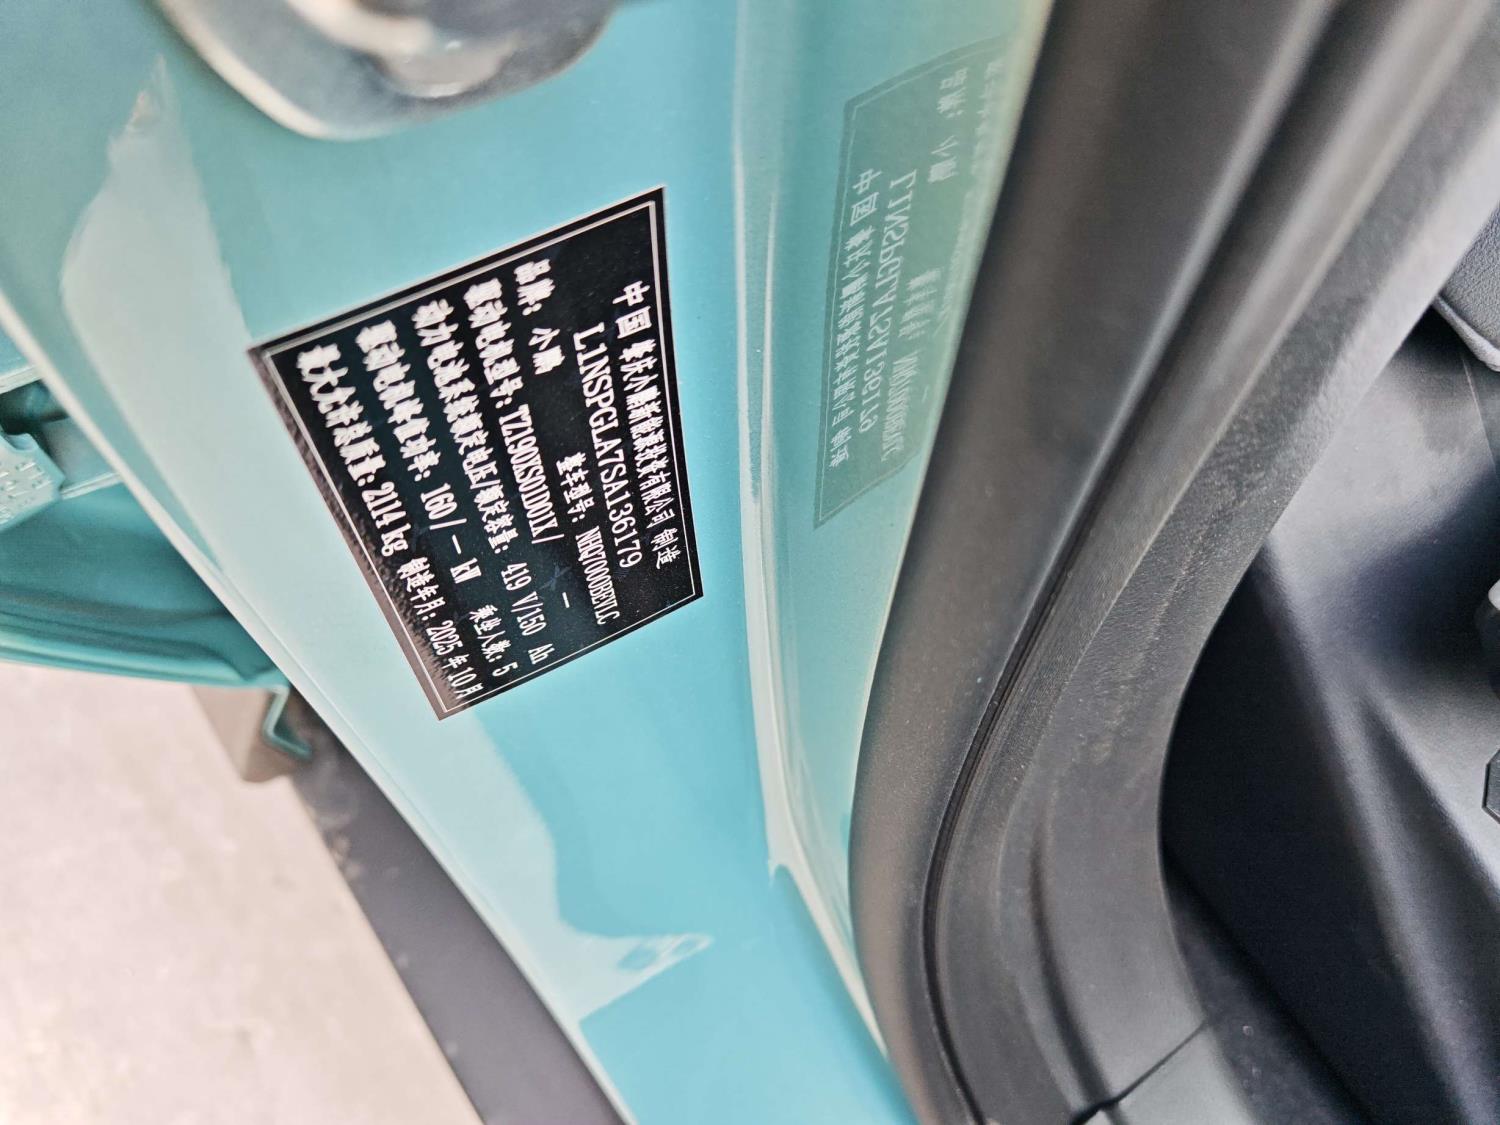 中国 肇庆小鹏新能源投资有限公司 制造
L1NSPGLA7SA136179
品牌：小鹏 整车型号：NHQ7000BEVLC
驱动电机型号：TZ190XS01D01X/ —
动力电池系统额定电压/额定容量：419 V/150 Ah
驱动电机峰值功率：160/ — kW 乘坐人数：5
最大允许总质量：2114 kg 制造年月：2025 年 10 月